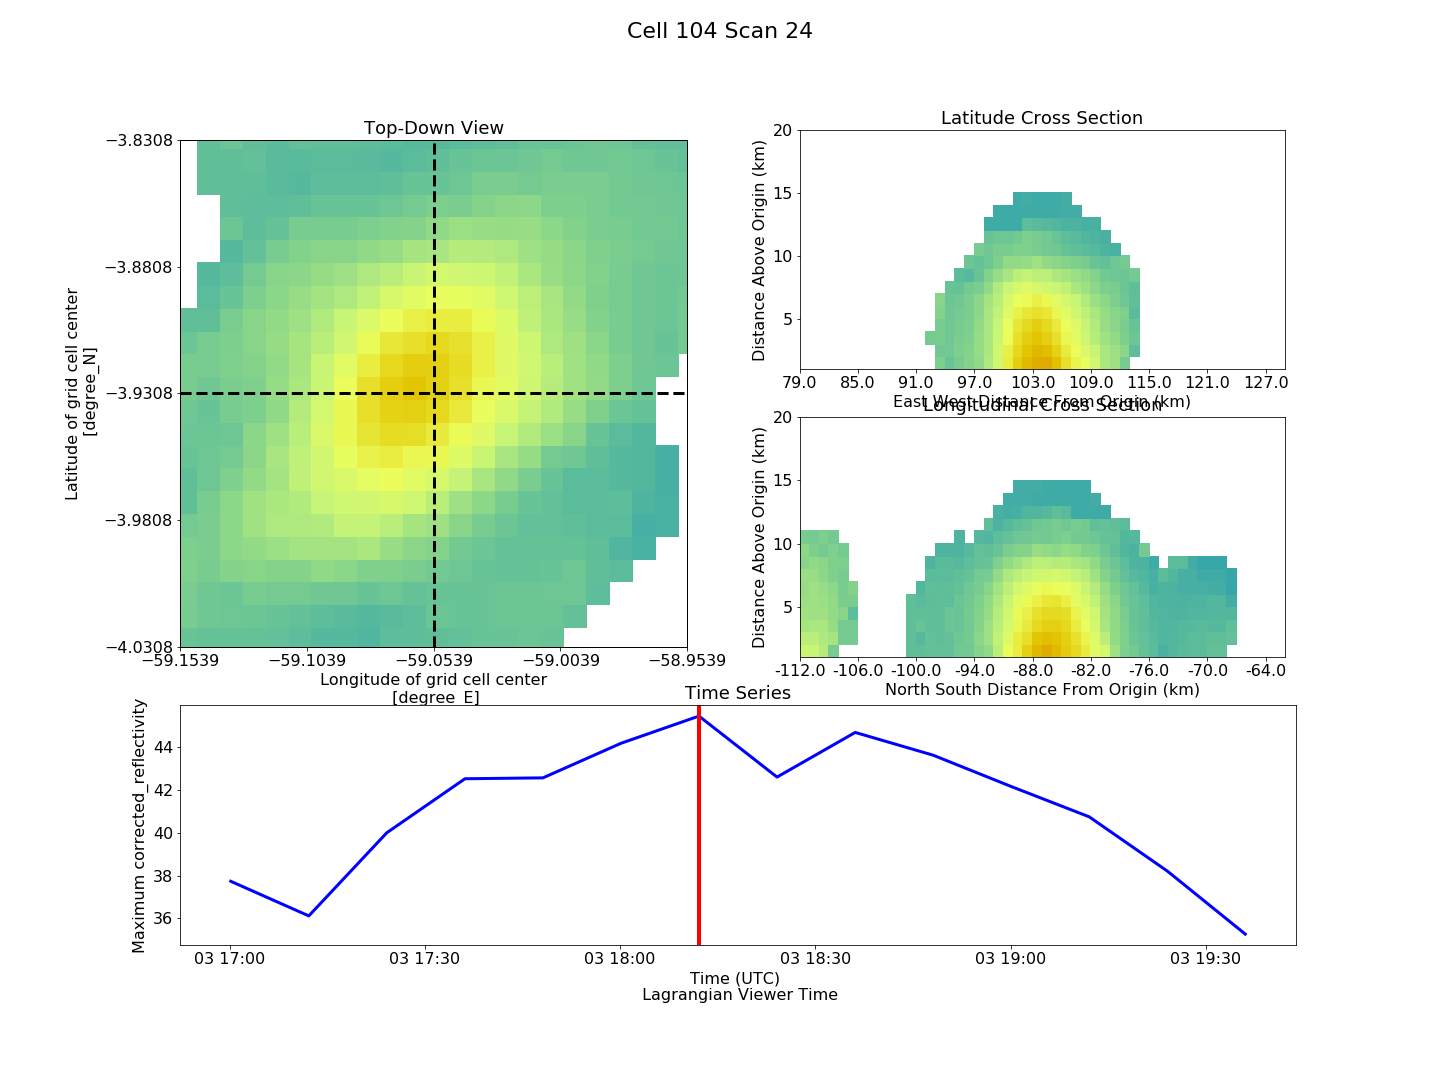 Cell 104 Scan 24
Top-Down View
−3.8308
−3.8808
−3.9308
−3.9808
−4.0308
Latitude of grid cell center
[degree_N]
−59.1539 −59.1039 −59.0539 −59.0039 −58.9539
Longitude of grid cell center
[degree_E]
Latitude Cross Section
20
15
10
5
Distance Above Origin (km)
79.0 85.0 91.0 97.0 103.0 109.0 115.0 121.0 127.0
East West Distance From Origin (km)
Longitudinal Cross Section
20
15
10
5
Distance Above Origin (km)
-112.0 -106.0 -100.0 -94.0 -88.0 -82.0 -76.0 -70.0 -64.0
North South Distance From Origin (km)
Time Series
44
42
40
38
36
Maximum corrected_reflectivity
03 17:00 03 17:30 03 18:00 03 18:30 03 19:00 03 19:30
Time (UTC)
Lagrangian Viewer Time